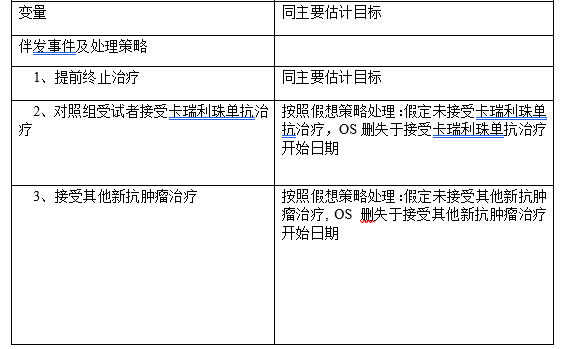 变量
同主要估计目标
伴发事件及处理策略
1、提前终止治疗
同主要估计目标
2、对照组受试者接受卡瑞利珠单抗治
疗
按照假想策略处理:假定未接受卡瑞利珠单
抗治疗，OS 删失于接受卡瑞利珠单抗治疗
开始日期
3、接受其他新抗肿瘤治疗
按照假想策略处理:假定未接受其他新抗肿
瘤治疗, OS 删失于接受其他新抗肿瘤治疗
开始日期